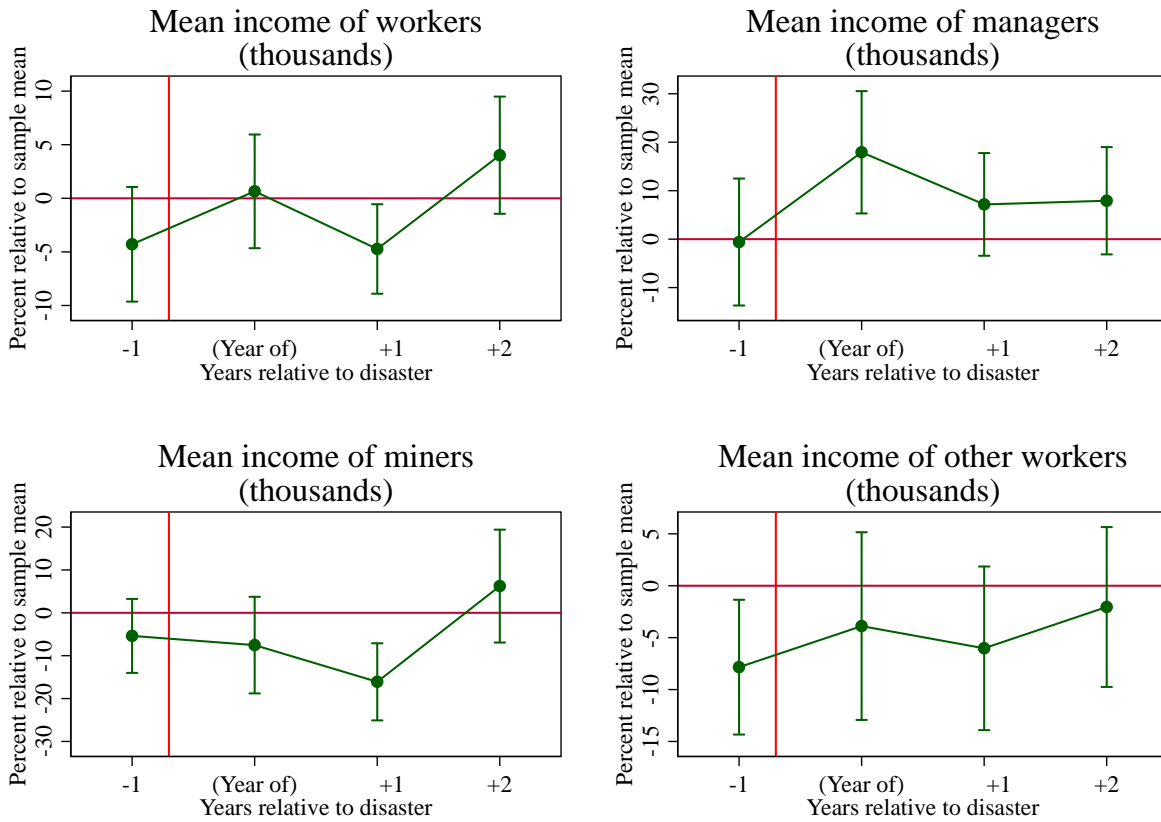 Mean income of workers
(thousands)
Percent relative to sample mean
10
5
0
-5
-10
-1
(Year of)
+1
+2
Years relative to disaster
Mean income of managers
(thousands)
Percent relative to sample mean
30
20
10
0
-10
-1
(Year of)
+1
+2
Years relative to disaster
Mean income of miners
(thousands)
Percent relative to sample mean
20
10
0
-10
-20
-30
-1
(Year of)
+1
+2
Years relative to disaster
Mean income of other workers
(thousands)
Percent relative to sample mean
5
0
-5
-10
-15
-1
(Year of)
+1
+2
Years relative to disaster